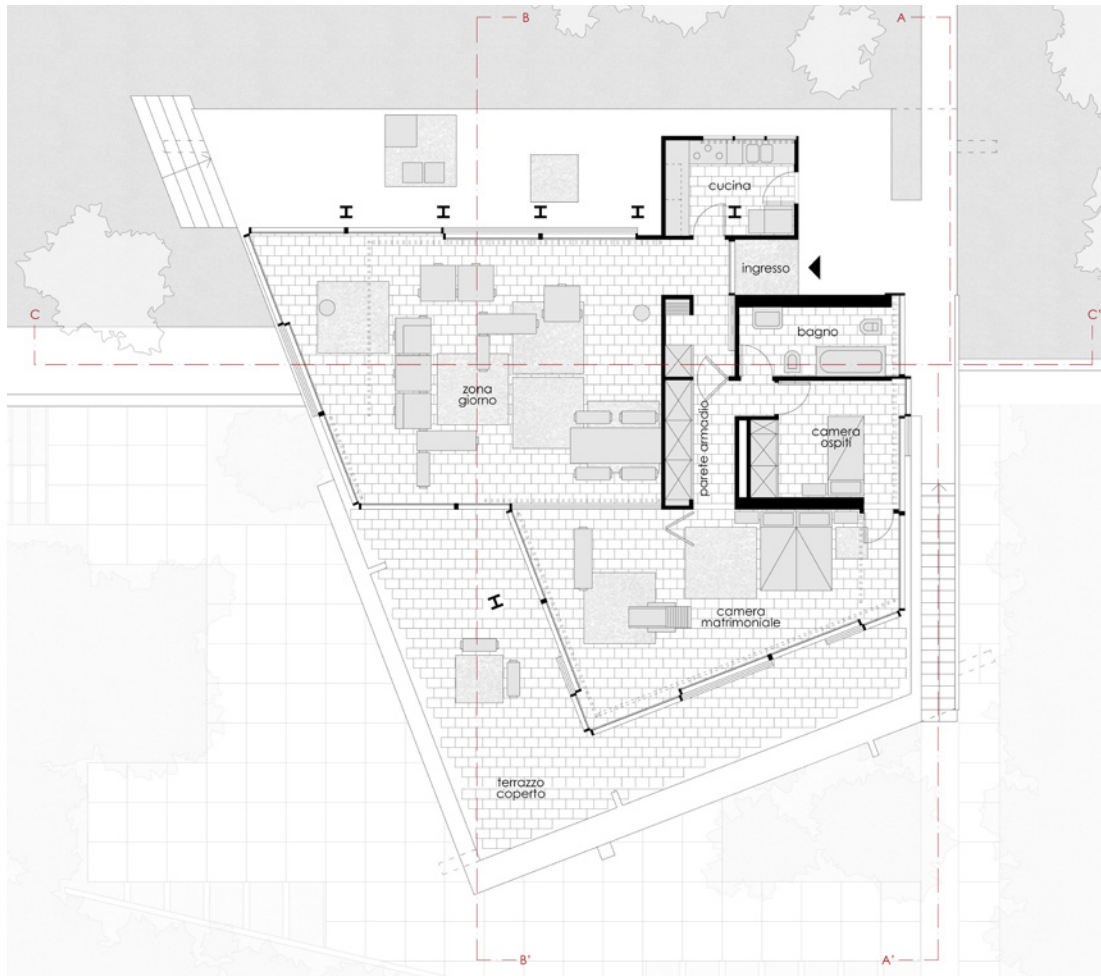 B
A
cucina
ingresso
bagno
C
C'
zona
giorno
parete armadio
camera
ospiti
camera
matrimoniale
terrazzo
coperto
B'
A'